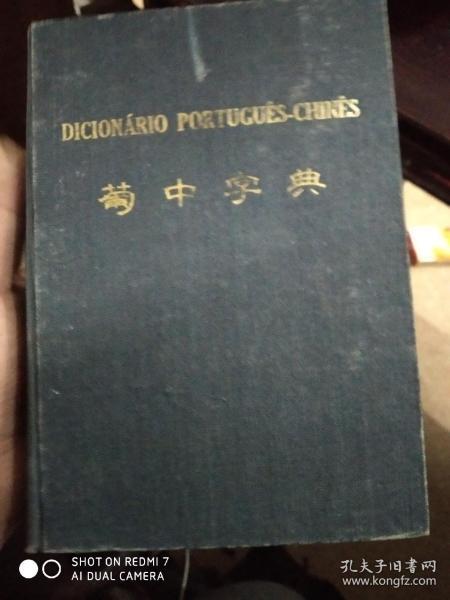 DICIONÁRIO PORTUGUÊS-CHINÊS
葡中字典
SHOT ON REDMI 7
AI DUAL CAMERA
孔夫子旧书网
www.kongfz.com